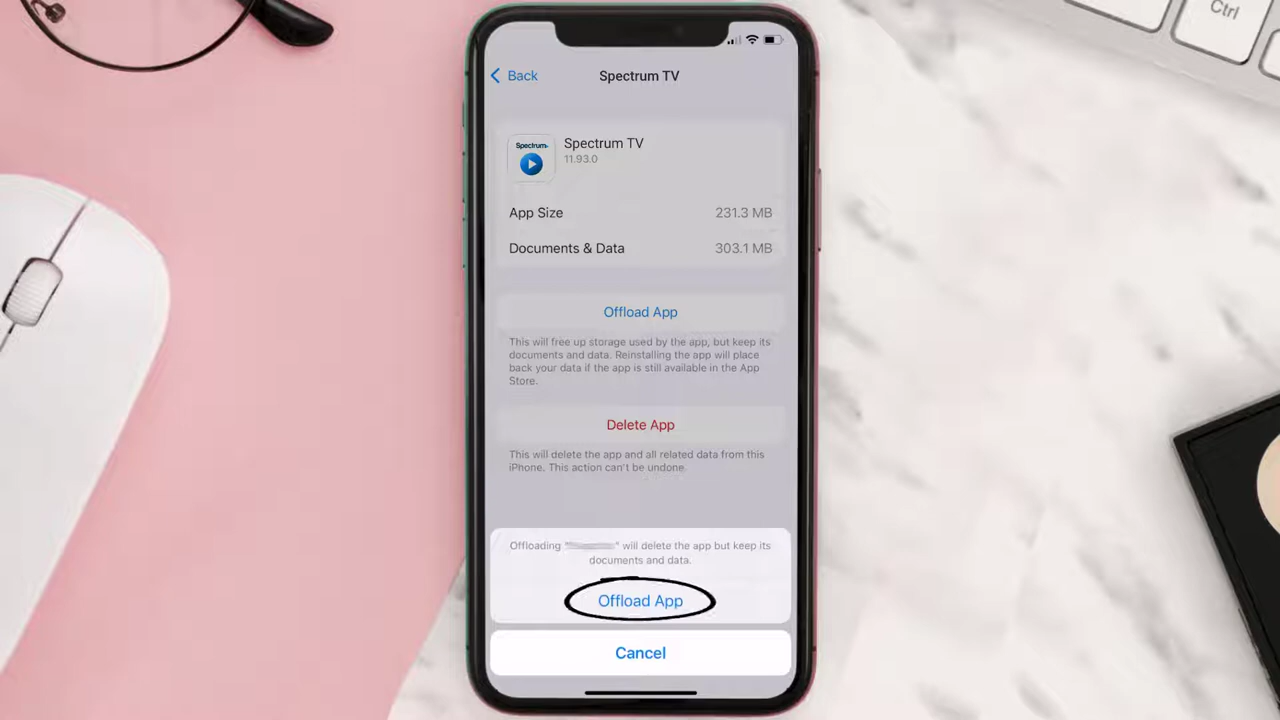 Ctrl
Back
Spectrum TV
Spectrum
Spectrum TV
11.93.0
App Size 231.3 MB
Documents & Data 303.1 MB
Offload App
This will free up storage used by the app, but keep its
documents and data. Reinstalling the app will place
back your data if the app is still available in the App
Store.
Delete App
This will delete the app and all related data from this
iPhone. This action can't be undone.
Offloading " " will delete the app but keep its
documents and data.
Offload App
Cancel